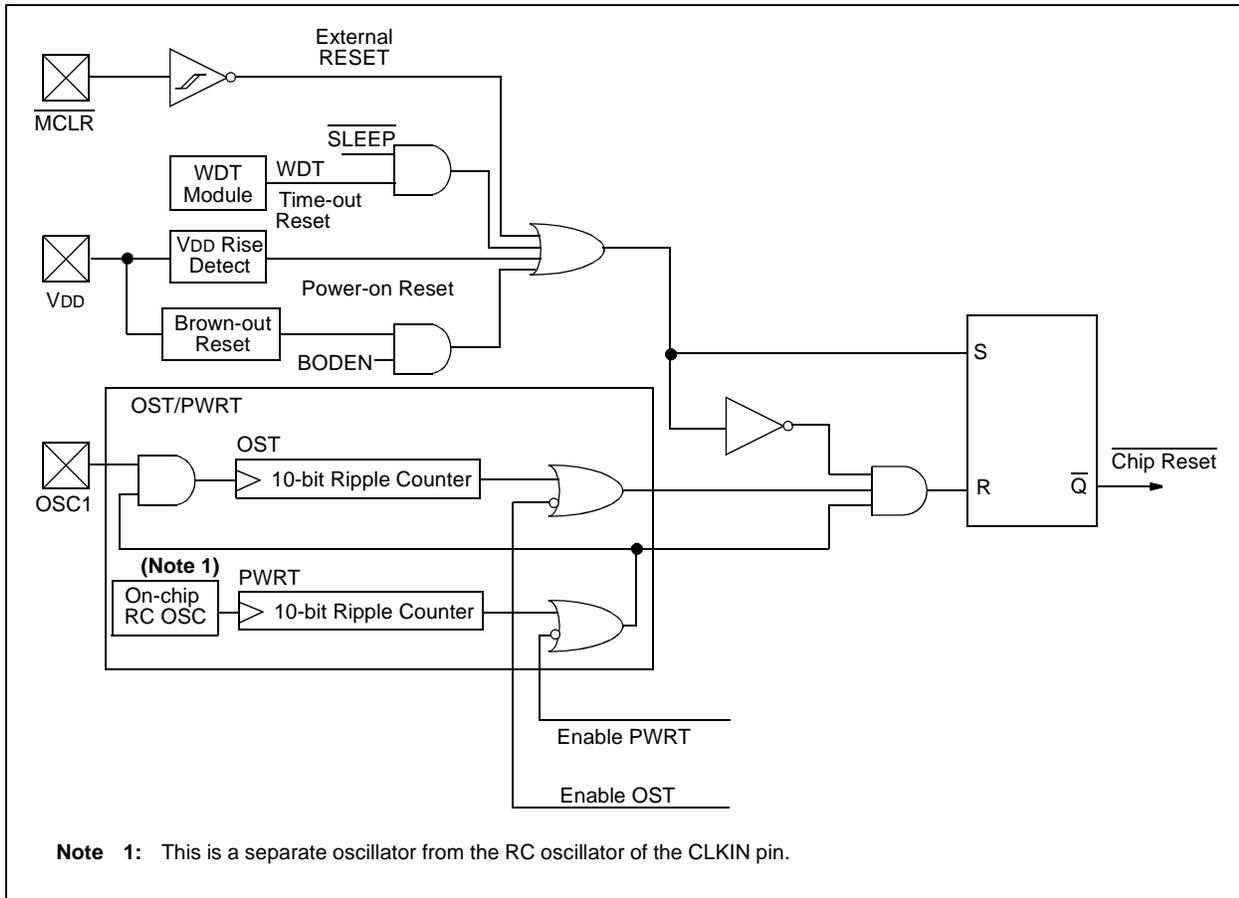 External
RESET
MCLR
SLEEP
WDT
Module
WDT
Time-out
Reset
VDD Rise
Detect
VDD
Power-on Reset
Brown-out
Reset
BODEN
S
OST/PWRT
OST
10-bit Ripple Counter
OSC1
R
Q
Chip Reset
(Note 1)
On-chip
RC OSC
PWRT
10-bit Ripple Counter
Enable PWRT
Enable OST
Note 1: This is a separate oscillator from the RC oscillator of the CLKIN pin.